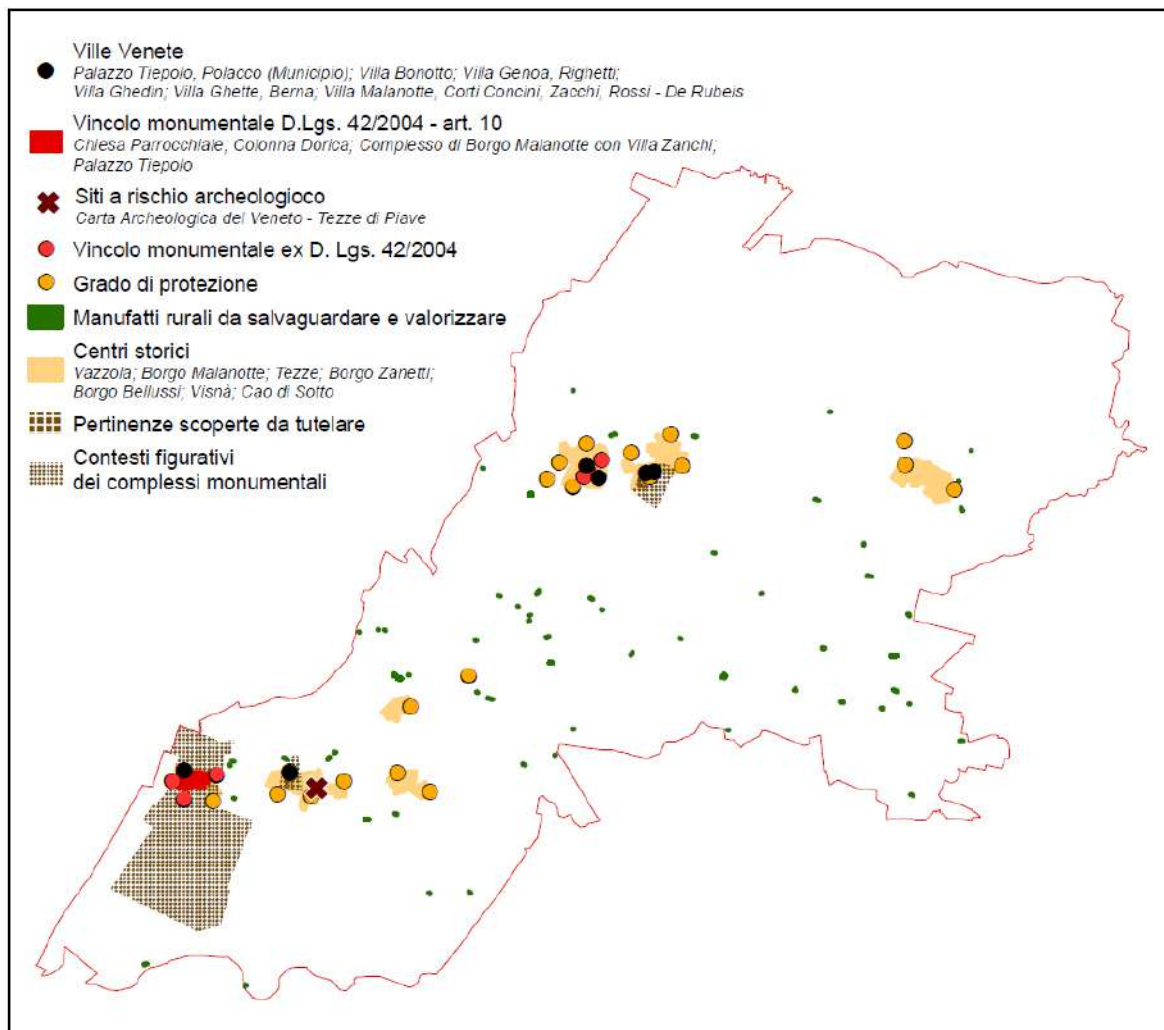 Ville Venete
Palazzo Tiepolo, Polacco (Municipio); Villa Bonotto; Villa Genoa, Righetti;
Villa Ghedin; Villa Ghette, Berna; Villa Malanotte, Corti Concini, Zacchi, Rossi - De Rubeis
Vincolo monumentale D.Lgs. 42/2004 - art. 10
Chiesa Parrocchiale, Colonna Dorica; Complesso di Borgo Malanotte con Villa Zanchi;
Palazzo Tiepolo
Siti a rischio archeologioco
Carta Archeologica del Veneto - Tezze di Piave
Vincolo monumentale ex D. Lgs. 42/2004
Grado di protezione
Manufatti rurali da salvaguardare e valorizzare
Centri storici
Vazzola; Borgo Malanotte; Tezze; Borgo Zanetti;
Borgo Bellussi; Visnà; Cao di Sotto
Pertinenze scoperte da tutelare
Contesti figurativi
dei complessi monumentali